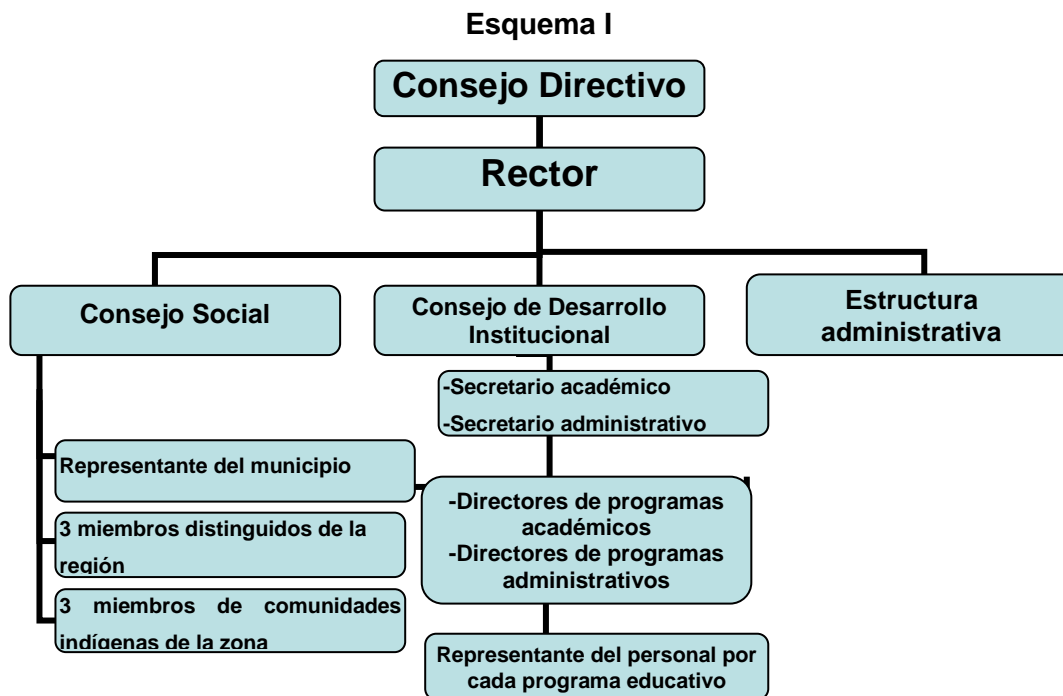 Esquema I
Consejo Directivo
Rector
Consejo Social
Consejo de Desarrollo
Institucional
Estructura
administrativa
-Secretario académico
-Secretario administrativo
Representante del municipio
3 miembros distinguidos de la
región
3 miembros de comunidades
indígenas de la zona
-Directores de programas
académicos
-Directores de programas
administrativos
Representante del personal por
cada programa educativo